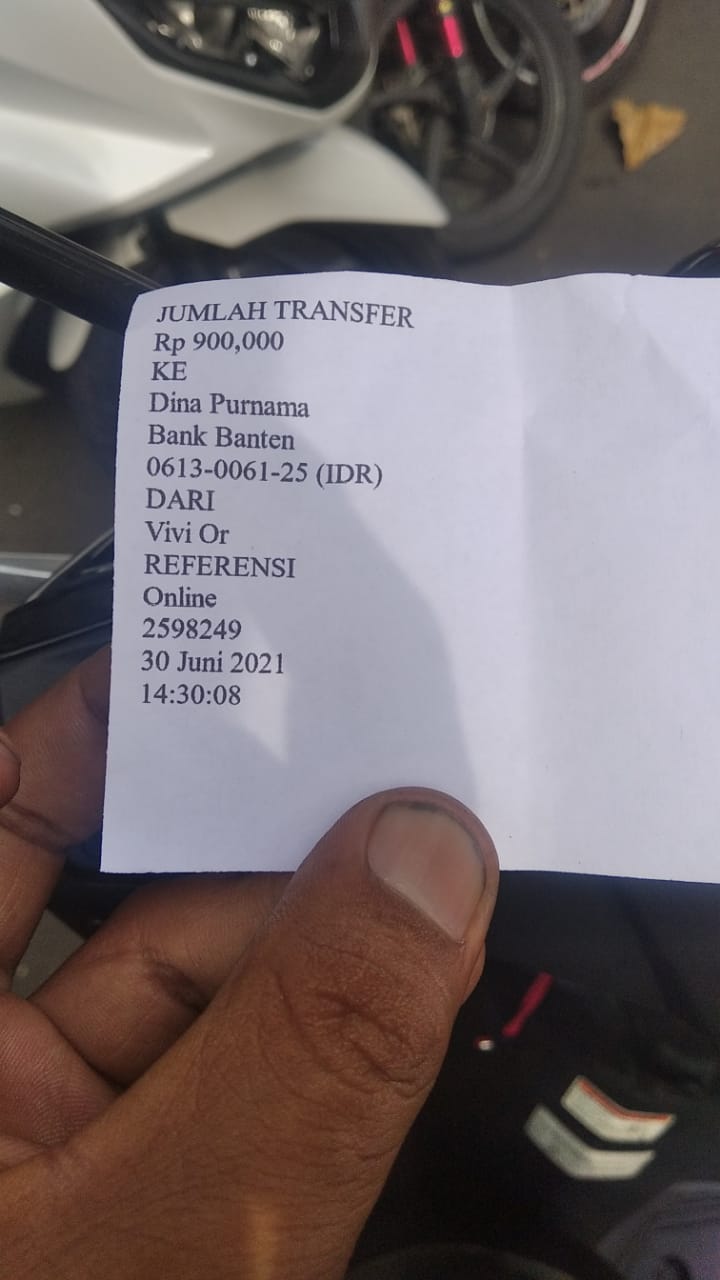 JUMLAH TRANSFER
Rp 900,000
KE
Dina Purnama
Bank Banten
0613-0061-25 (IDR)
DARI
Vivi Or
REFERENSI
Online
2598249
30 Juni 2021
14:30:08